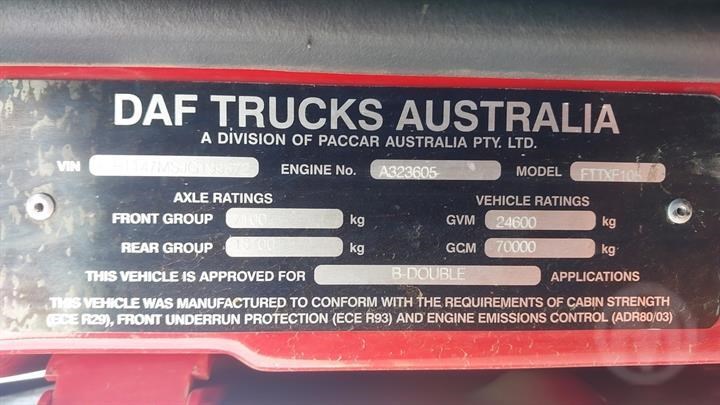 DAF TRUCKS AUSTRALIA
A DIVISION OF PACCAR AUSTRALIA PTY. LTD.
VIN ENGINE No. A323605 MODEL FTTXF105
AXLE RATINGS VEHICLE RATINGS
FRONT GROUP kg GVM 24600 kg
REAR GROUP kg GCM 70000 kg
THIS VEHICLE IS APPROVED FOR B-DOUBLE APPLICATIONS
THIS VEHICLE WAS MANUFACTURED TO CONFORM WITH THE REQUIREMENTS OF CABIN STRENGTH
(ECE R29), FRONT UNDERRUN PROTECTION (ECE R93) AND ENGINE EMISSIONS CONTROL (ADR80/03)